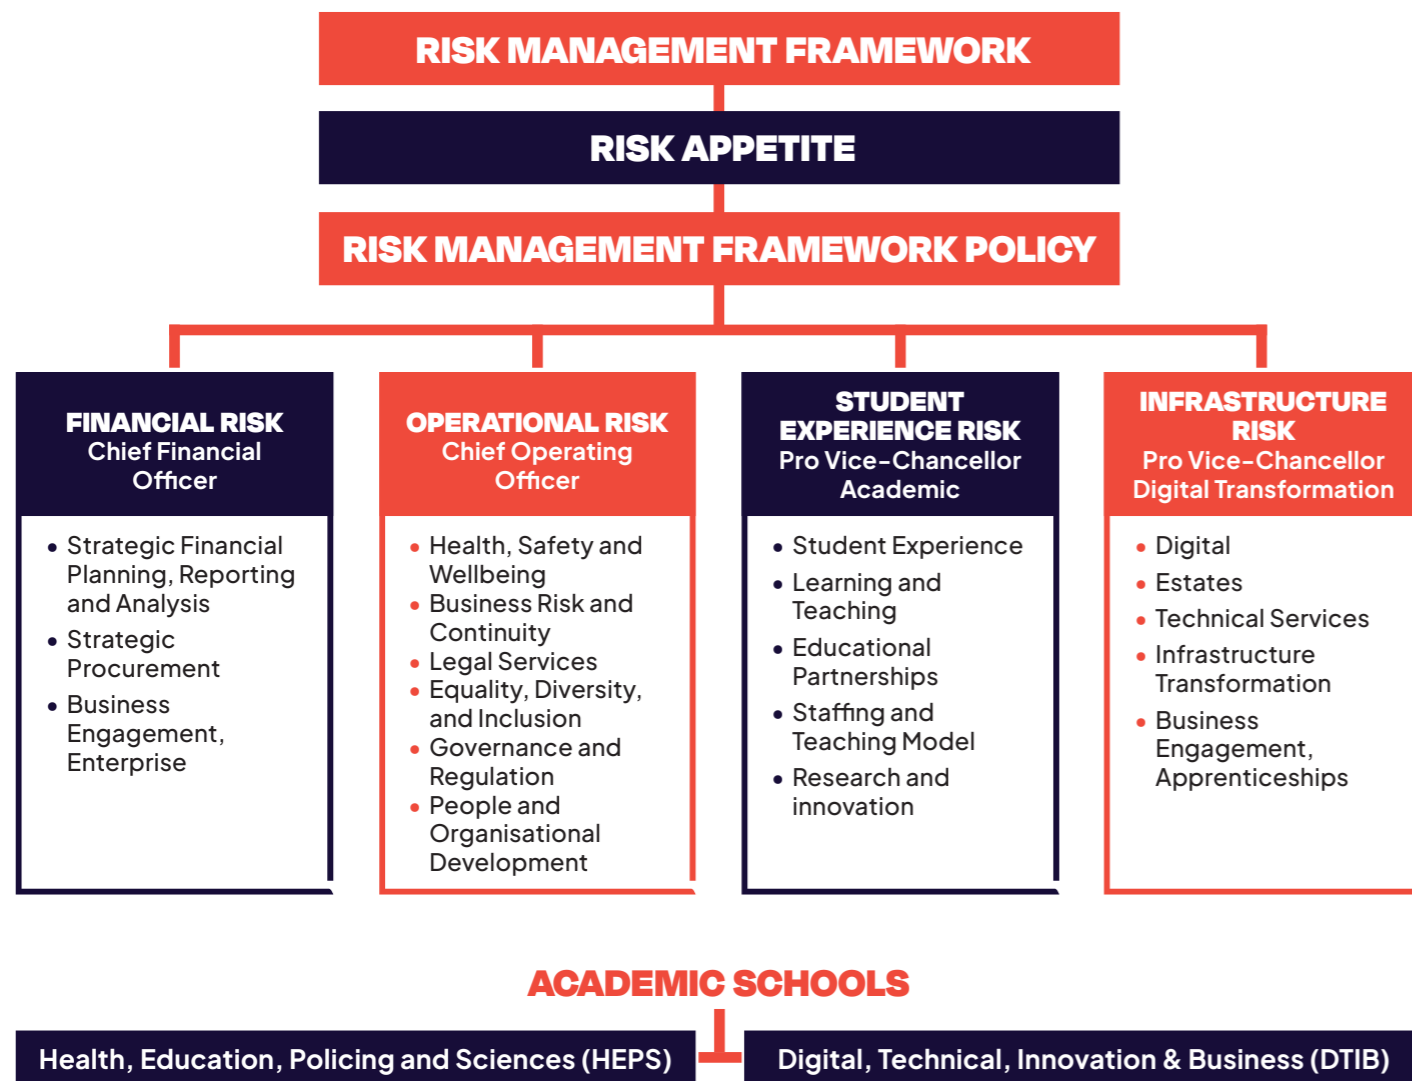 RISK MANAGEMENT FRAMEWORK
RISK APPETITE
RISK MANAGEMENT FRAMEWORK POLICY
FINANCIAL RISK
Chief Financial
Officer
• Strategic Financial
Planning, Reporting
and Analysis
• Strategic
Procurement
• Business
Engagement,
Enterprise
OPERATIONAL RISK
Chief Operating
Officer
• Health, Safety and
Wellbeing
• Business Risk and
Continuity
• Legal Services
• Equality, Diversity,
and Inclusion
• Governance and
Regulation
• People and
Organisational
Development
STUDENT
EXPERIENCE RISK
Pro Vice-Chancellor
Academic
• Student Experience
• Learning and
Teaching
• Educational
Partnerships
• Staffing and
Teaching Model
• Research and
innovation
INFRASTRUCTURE
RISK
Pro Vice-Chancellor
Digital Transformation
• Digital
• Estates
• Technical Services
• Infrastructure
Transformation
• Business
Engagement,
Apprenticeships
ACADEMIC SCHOOLS
Health, Education, Policing and Sciences (HEPS)
Digital, Technical, Innovation & Business (DTIB)